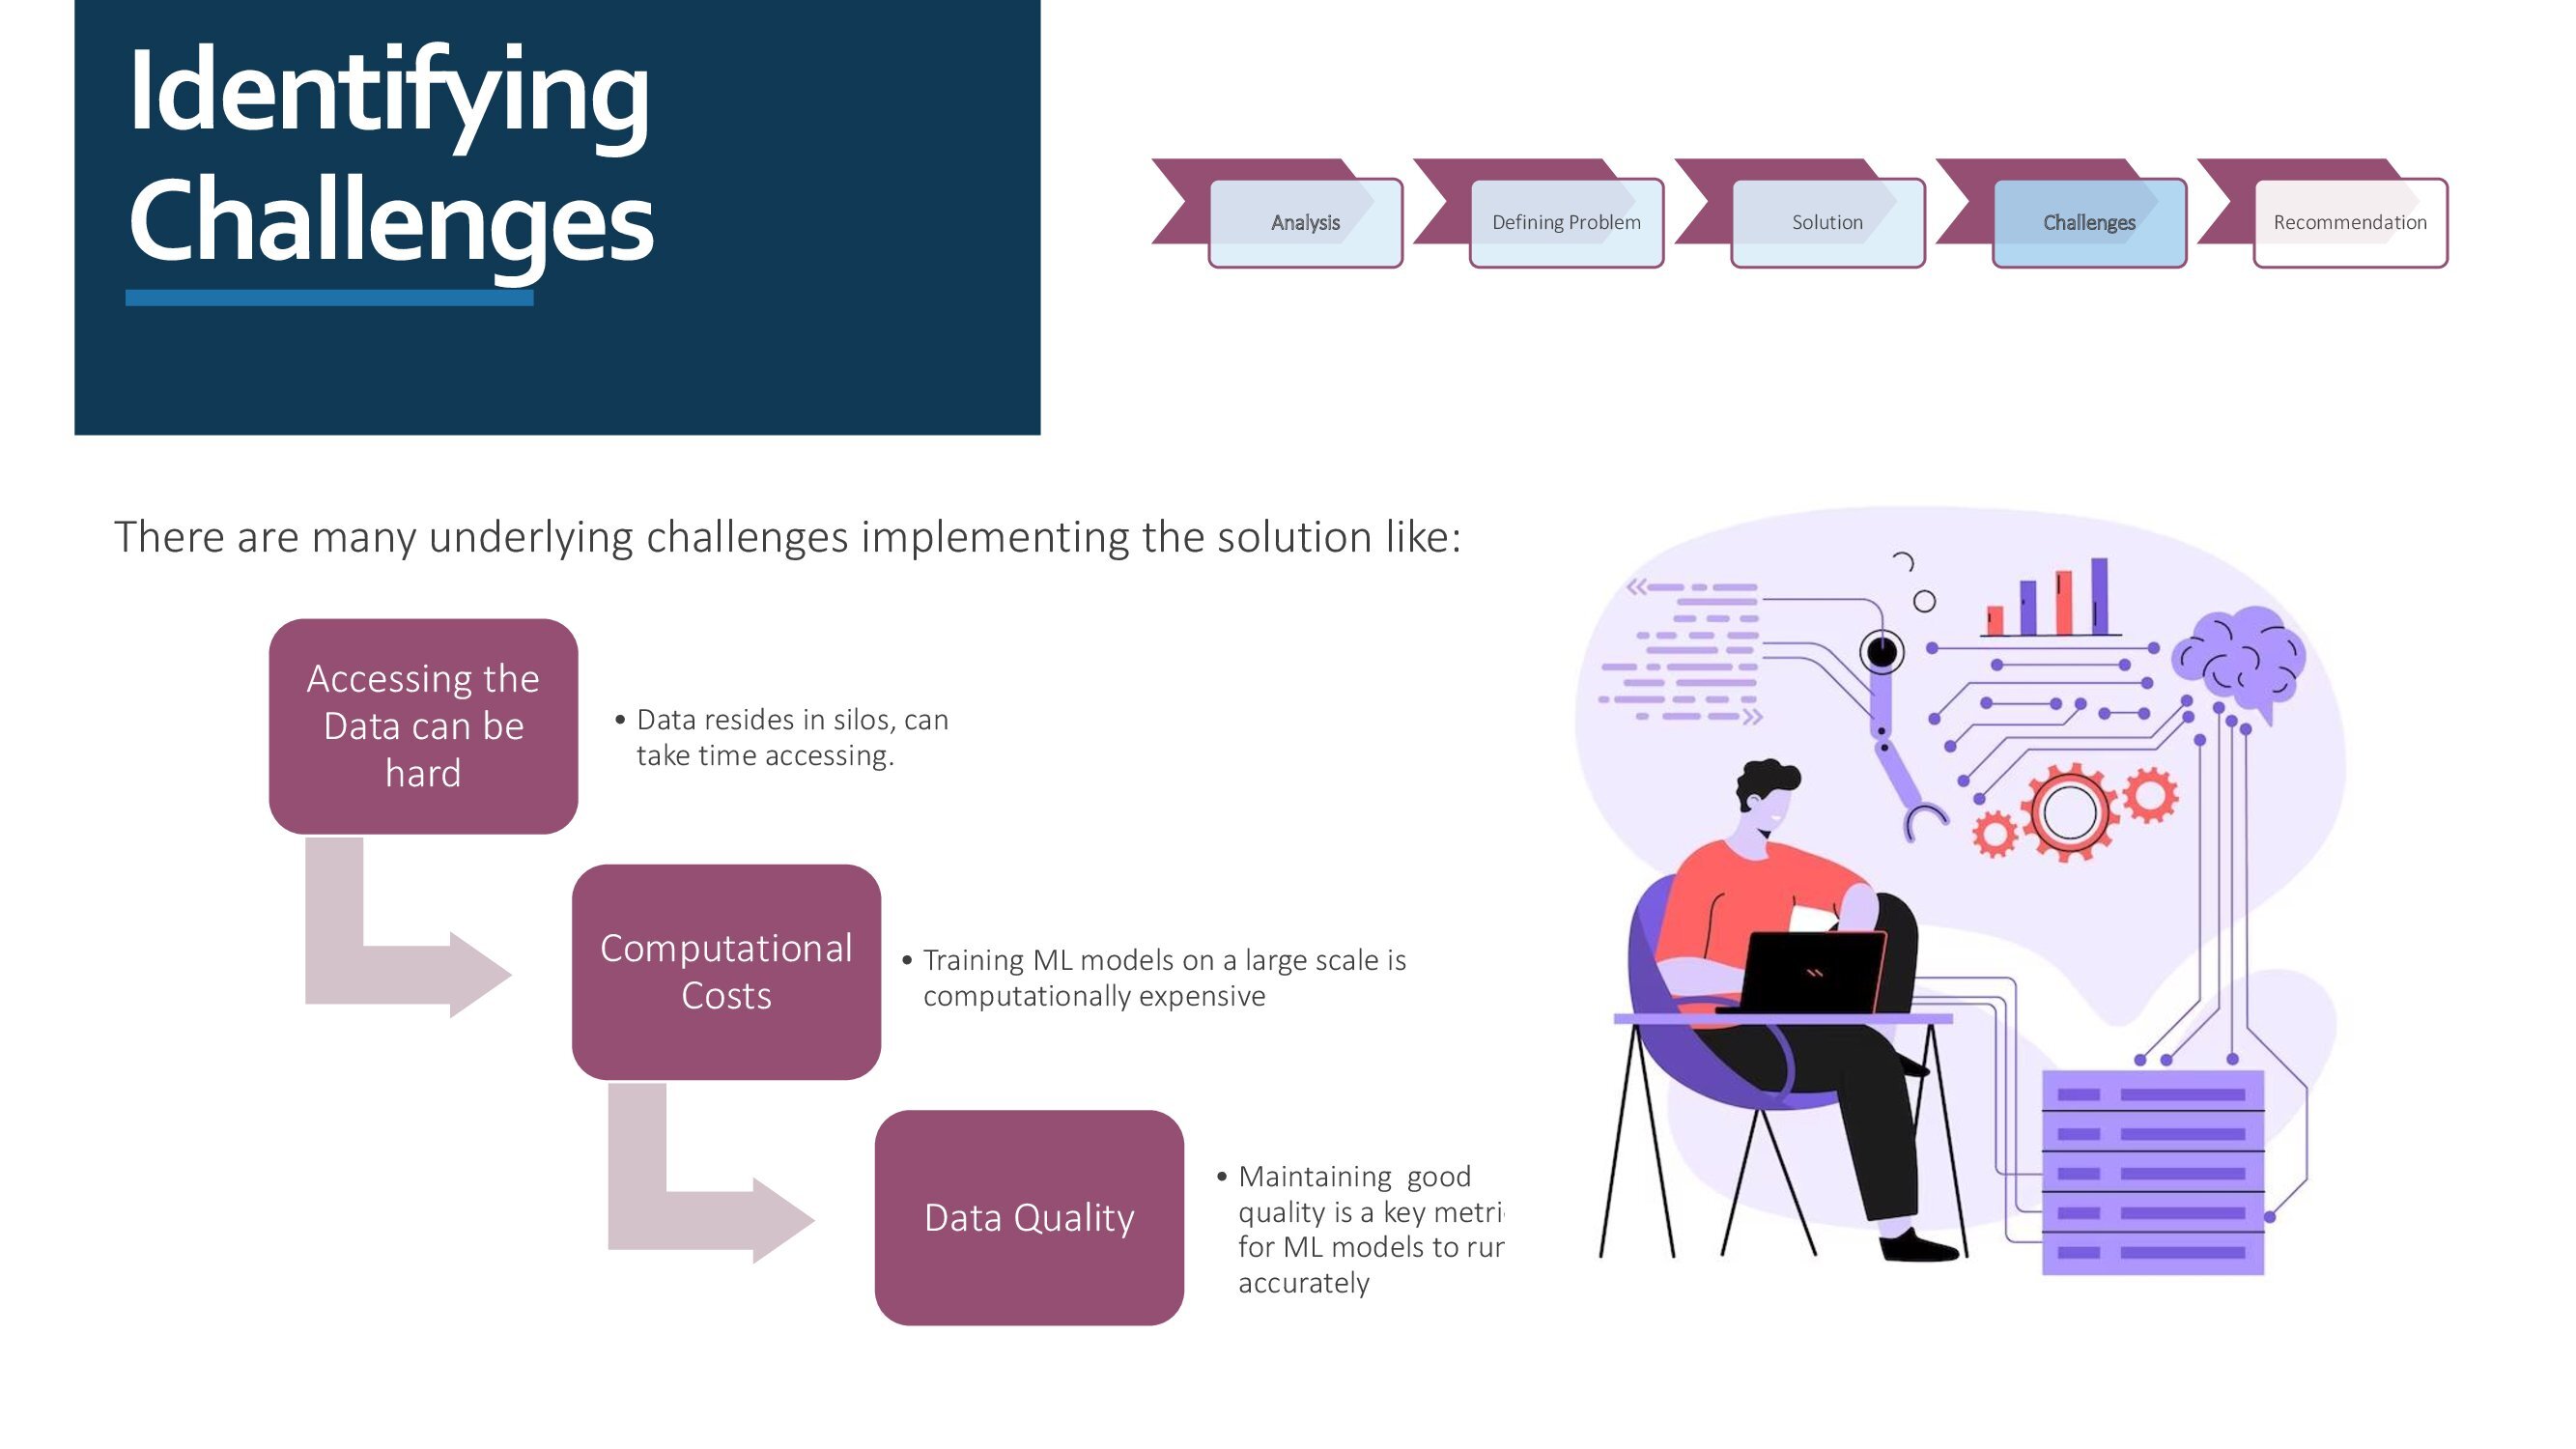 Identifying
Challenges
Analysis
Defining Problem
Solution
Challenges
Recommendation
There are many underlying challenges implementing the solution like:
Accessing the
Data can be
hard
• Data resides in silos, can
take time accessing.
Computational
Costs
• Training ML models on a large scale is
computationally expensive
Data Quality
• Maintaining  good
quality is a key metri
for ML models to run
accurately